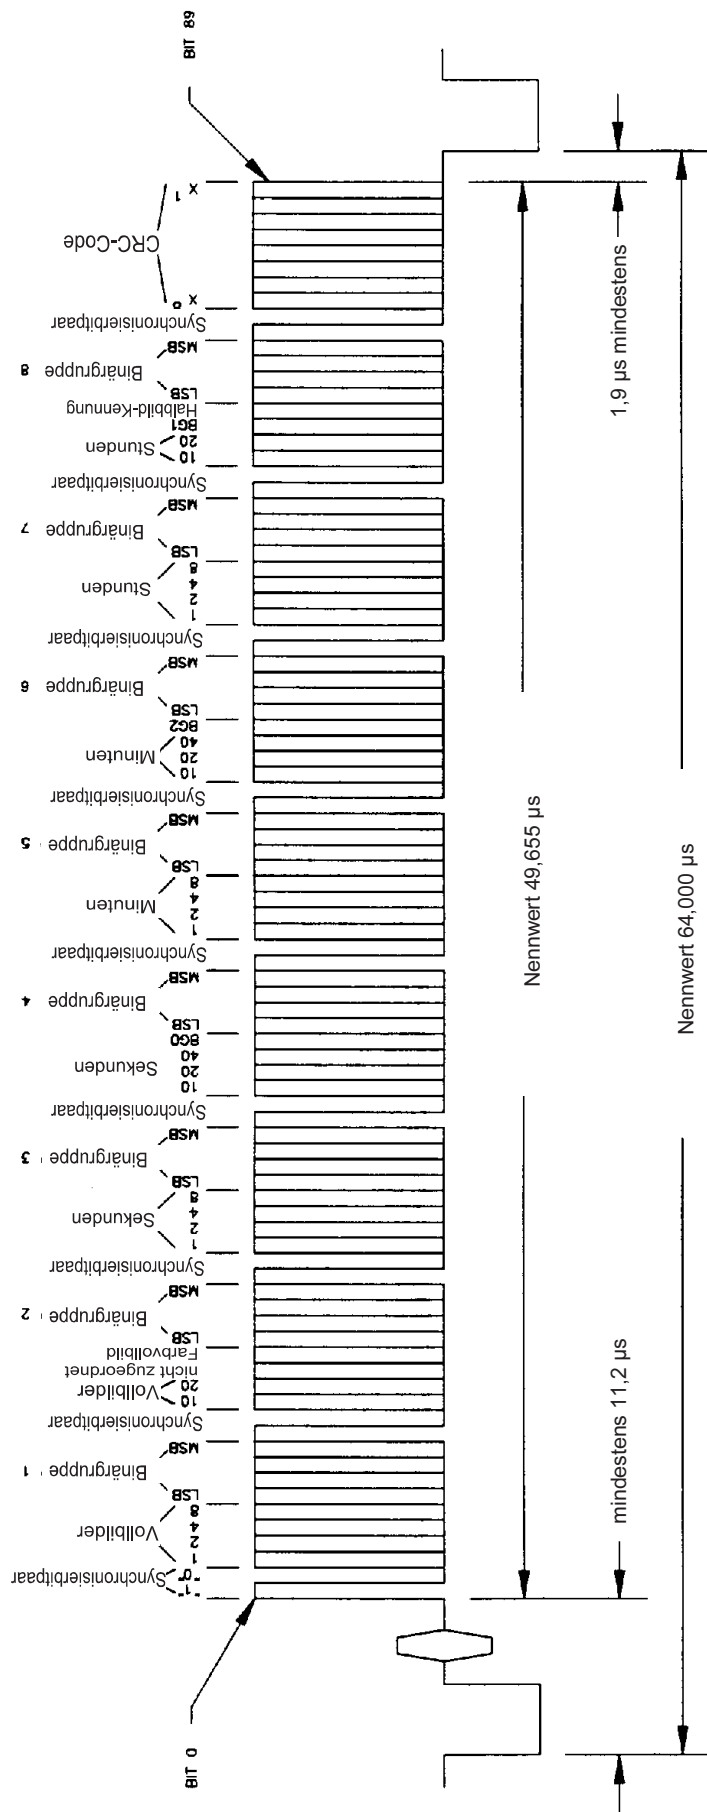 BIT 0
BIT 89
Synchronisierbitpaar
"1"
"0"
Vollbilder
1
2
4
8
Binärgruppe 1
LSB
MSB
Synchronisierbitpaar
Vollbilder
10
20
nicht zugeordnet
Farbvollbild
Binärgruppe 2
LSB
MSB
Synchronisierbitpaar
Sekunden
1
2
4
8
Binärgruppe 3
LSB
MSB
Synchronisierbitpaar
Sekunden
10
20
40
BG0
Binärgruppe 4
LSB
MSB
Synchronisierbitpaar
Minuten
1
2
4
8
Binärgruppe 5
LSB
MSB
Synchronisierbitpaar
Minuten
10
20
40
BG2
Binärgruppe 6
LSB
MSB
Synchronisierbitpaar
Stunden
1
2
4
8
Binärgruppe 7
LSB
MSB
Synchronisierbitpaar
Stunden
10
20
BG1
Halbbild-Kennung
Binärgruppe 8
LSB
MSB
Synchronisierbitpaar
CRC-Code
X 8
X 1
mindestens 11,2 µs
Nennwert 49,655 µs
1,9 µs mindestens
Nennwert 64,000 µs